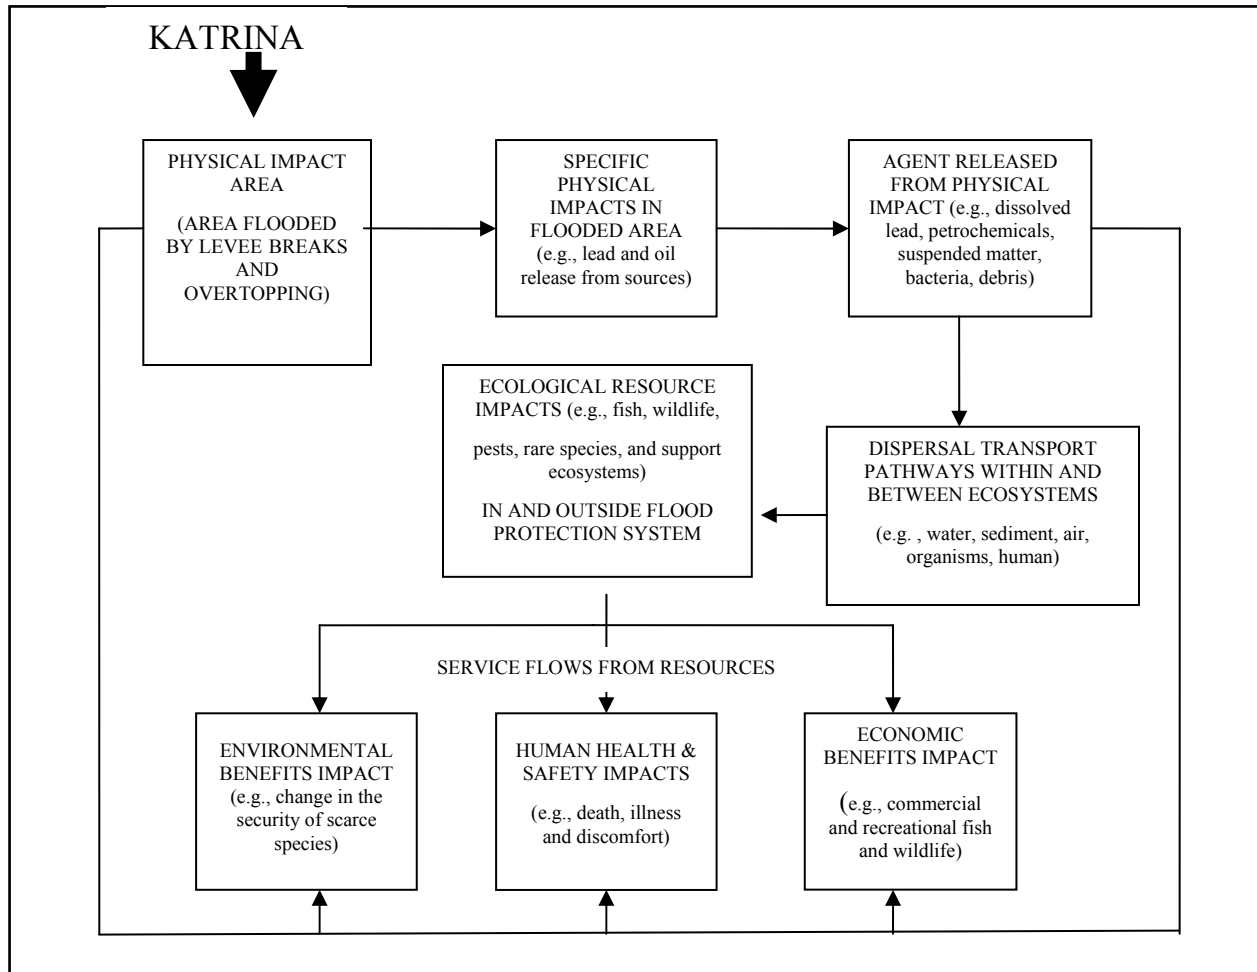 KATRINA
PHYSICAL IMPACT
AREA
(AREA FLOODED
BY LEVEE BREAKS
AND
OVERTOPPING)
SPECIFIC
PHYSICAL
IMPACTS IN
FLOODED AREA
(e.g., lead and oil
release from sources)
AGENT RELEASED
FROM PHYSICAL
IMPACT (e.g., dissolved
lead, petrochemicals,
suspended matter,
bacteria, debris)
ECOLOGICAL RESOURCE
IMPACTS (e.g., fish, wildlife,
pests, rare species, and support
ecosystems)
IN AND OUTSIDE FLOOD
PROTECTION SYSTEM
DISPERSAL TRANSPORT
PATHWAYS WITHIN AND
BETWEEN ECOSYSTEMS
(e.g. , water, sediment, air,
organisms, human)
SERVICE FLOWS FROM RESOURCES
ENVIRONMENTAL
BENEFITS IMPACT
(e.g., change in the
security of scarce
species)
HUMAN HEALTH &
SAFETY IMPACTS
(e.g., death, illness
and discomfort)
ECONOMIC
BENEFITS IMPACT
(e.g., commercial
and recreational fish
and wildlife)